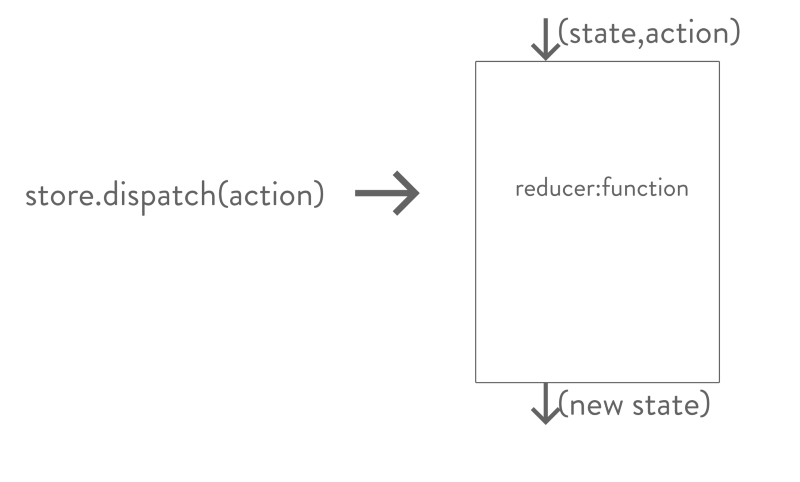 (state,action)
store.dispatch(action)
reducer:function
(new state)